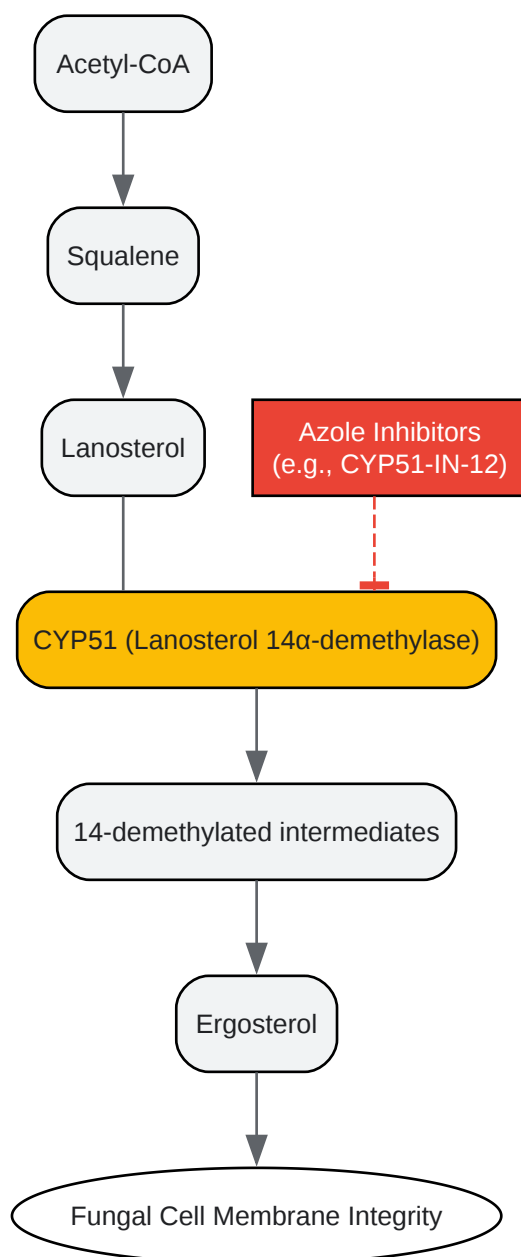 Acetyl-CoA
Squalene
Lanosterol
Azole Inhibitors
(e.g., CYP51-IN-12)
CYP51 (Lanosterol 14α-demethylase)
14-demethylated intermediates
Ergosterol
Fungal Cell Membrane Integrity